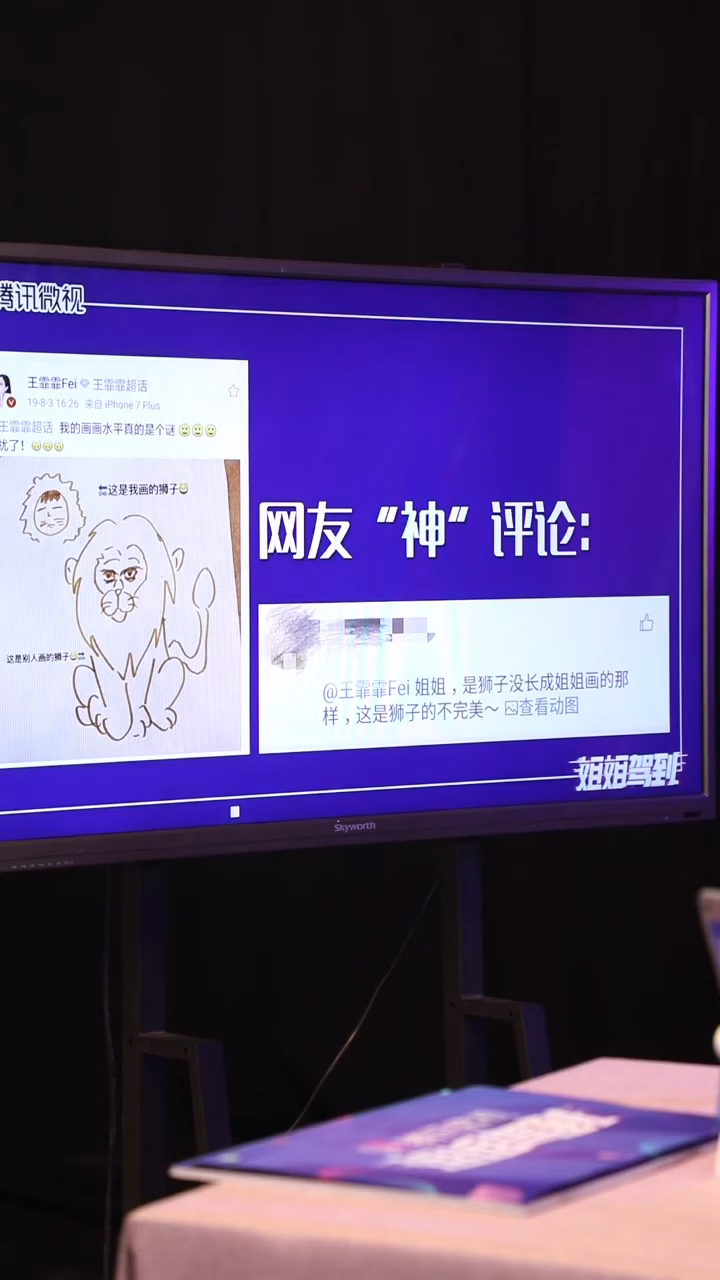 腾讯微视
王霏霏Fei 王霏霏超话
19-8-3 16:26 来自 iPhone 7 Plus
王霏霏超话 我的画画水平真的是个谜
扰了!
这是我画的狮子
这是别人画的狮子
网友“神“评论:
@王霏霏Fei 姐姐,是狮子没长成姐姐画的那
样,这是狮子的不完美~ 查看动图
姐姐驾到
Skyworth